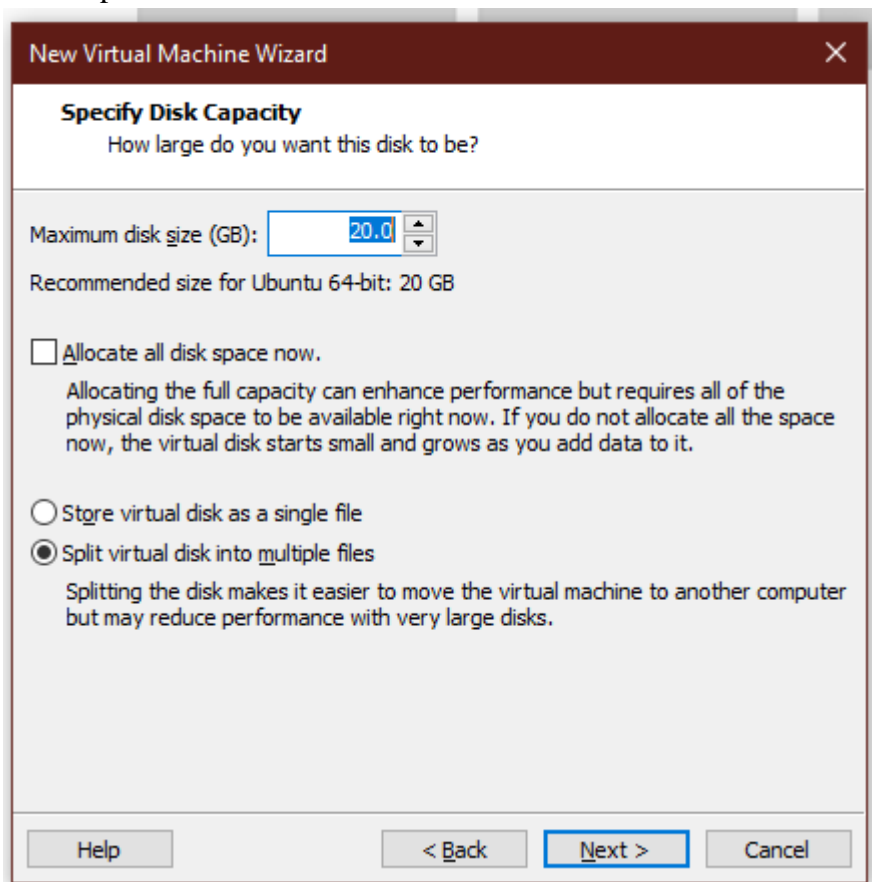 New Virtual Machine Wizard
Specify Disk Capacity
How large do you want this disk to be?
Maximum disk size (GB): 20.0
Recommended size for Ubuntu 64-bit: 20 GB
Allocate all disk space now.
Allocating the full capacity can enhance performance but requires all of the
physical disk space to be available right now. If you do not allocate all the space
now, the virtual disk starts small and grows as you add data to it.
Store virtual disk as a single file
Split virtual disk into multiple files
Splitting the disk makes it easier to move the virtual machine to another computer
but may reduce performance with very large disks.
Help < Back Next > Cancel